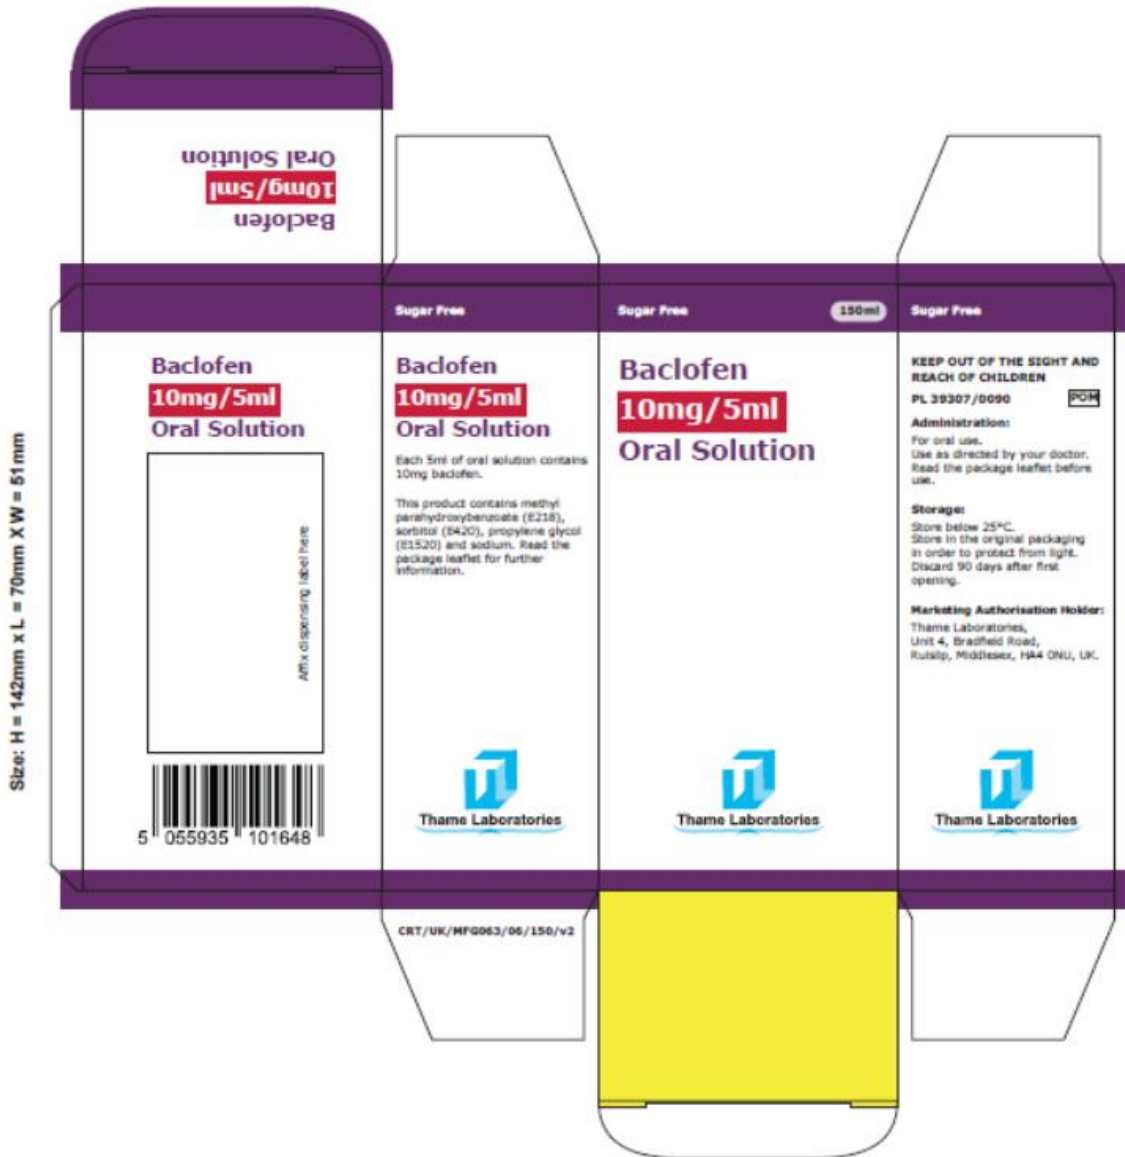 Baclofen
10mg/5ml
Oral Solution
Size: H = 142mm x L = 70mm X W = 51mm
Baclofen
10mg/5ml
Oral Solution
Affix dispensing label here
5 055935 101648
Sugar Free
Baclofen
10mg/5ml
Oral Solution
Each 5ml of oral solution contains
10mg baclofen.
This product contains methyl
parahydroxybenzoate (E218),
sorbitol (E420), propylene glycol
(E1520) and sodium. Read the
package leaflet for further
information.
Thame Laboratories
CRT/UK/MFG063/06/150/v2
Sugar Free
150ml
Baclofen
10mg/5ml
Oral Solution
Thame Laboratories
Sugar Free
KEEP OUT OF THE SIGHT AND
REACH OF CHILDREN
PL 39307/0090
POM
Administration:
For oral use.
Use as directed by your doctor.
Read the package leaflet before
use.
Storage:
Store below 25°C.
Store in the original packaging
in order to protect from light.
Discard 90 days after first
opening.
Marketing Authorisation Holder:
Thame Laboratories,
Unit 4, Bradfield Road,
Ruislip, Middlesex, HA4 0NU, UK.
Thame Laboratories